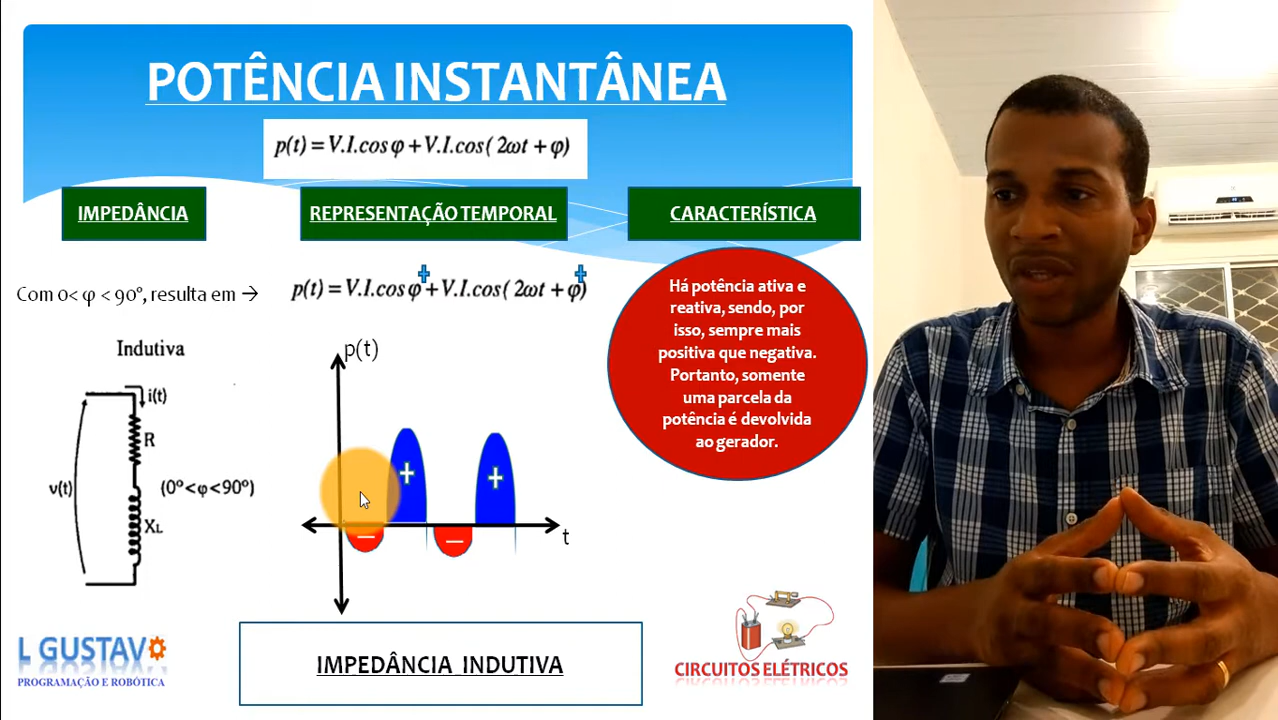 POTÊNCIA INSTANTÂNEA
p(t) = V.I.cos φ + V.I.cos( 2ωt + φ)
IMPEDÂNCIA
REPRESENTAÇÃO TEMPORAL
CARACTERÍSTICA
Com 0< φ < 90°, resulta em →
p(t) = V.I.cos φ + V.I.cos( 2ωt + φ)
Há potência ativa e
reativa, sendo, por
isso, sempre mais
positiva que negativa.
Portanto, somente
uma parcela da
potência é devolvida
ao gerador.
Indutiva
i(t)
R
v(t)
(0°<φ<90°)
XL
p(t)
+
+
−
−
t
IMPEDÂNCIA INDUTIVA
L GUSTAVO
PROGRAMAÇÃO E ROBÓTICA
CIRCUITOS ELÉTRICOS